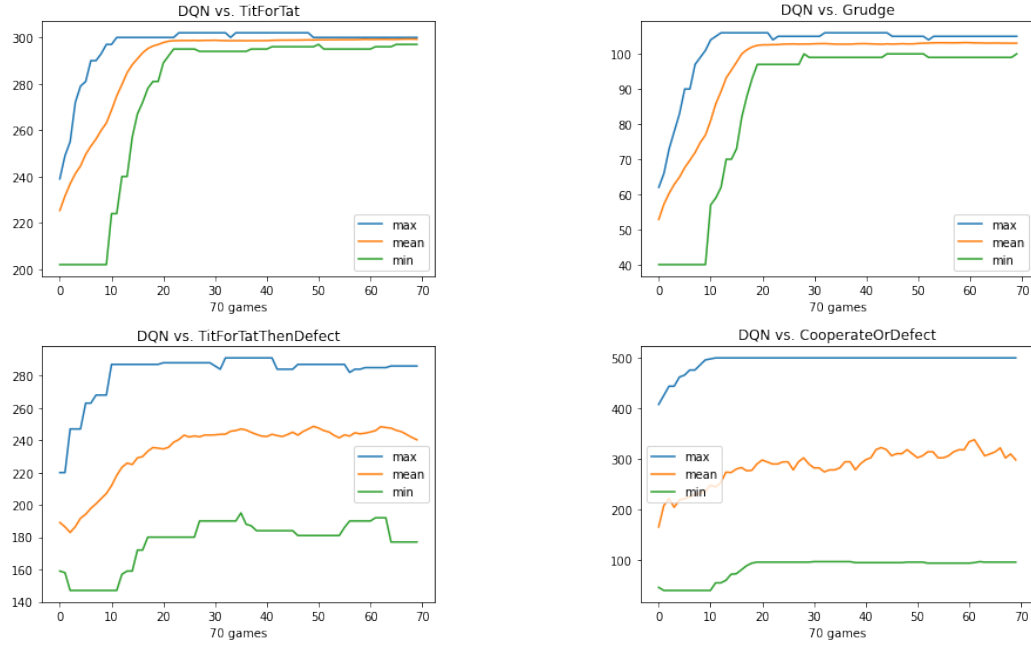 DQN vs. TitForTat
300
280
260
240
220
200
0 10 20 30 40 50 60 70
70 games
max
mean
min
DQN vs. Grudge
100
90
80
70
60
50
40
0 10 20 30 40 50 60 70
70 games
max
mean
min
DQN vs. TitForTatThenDefect
280
260
240
220
200
180
160
140
0 10 20 30 40 50 60 70
70 games
max
mean
min
DQN vs. CooperateOrDefect
500
400
300
200
100
0 10 20 30 40 50 60 70
70 games
max
mean
min